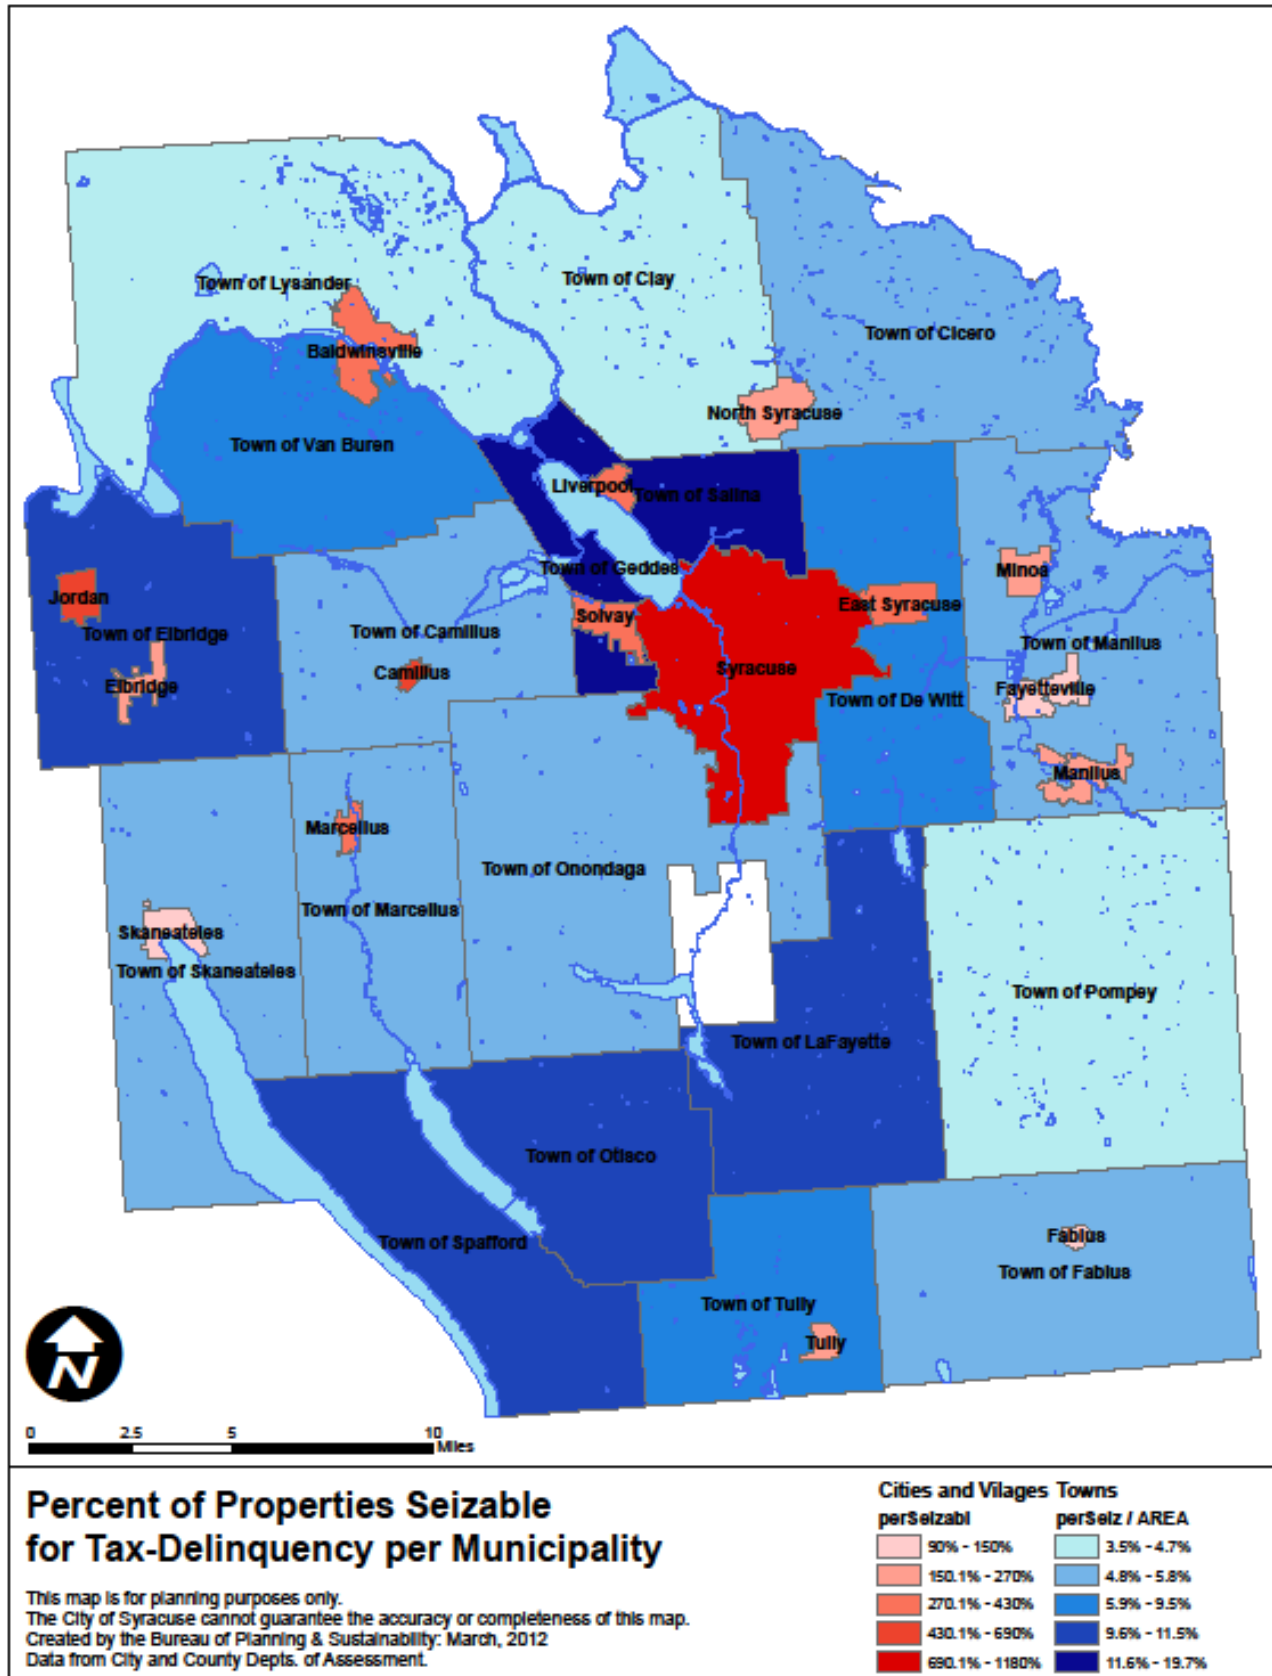 Town of Lysander
Town of Clay
Town of Cicero
Baldwinsville
North Syracuse
Town of Van Buren
Liverpool
Town of Salina
Town of Geddes
Minoa
Jordan
East Syracuse
Solvay
Town of Elbridge
Town of Camillus
Town of Manlius
Camillus
Syracuse
Elbridge
Fayetteville
Town of De Witt
Manlius
Marcellus
Town of Onondaga
Town of Marcellus
Skaneateles
Town of Skaneateles
Town of Pompey
Town of LaFayette
Town of Otisco
Town of Spafford
Fabius
Town of Fabius
Town of Tully
Tully
N
0 2.5 5 10
Miles
Percent of Properties Seizable
for Tax-Delinquency per Municipality
This map is for planning purposes only.
The City of Syracuse cannot guarantee the accuracy or completeness of this map.
Created by the Bureau of Planning & Sustainability: March, 2012
Data from City and County Depts. of Assessment.
Cities and Vilages Towns
perSeizabl perSeiz / AREA
90% - 150% 3.5% - 4.7%
150.1% - 270% 4.8% - 5.8%
270.1% - 430% 5.9% - 9.5%
430.1% - 690% 9.6% - 11.5%
690.1% - 1180% 11.6% - 19.7%